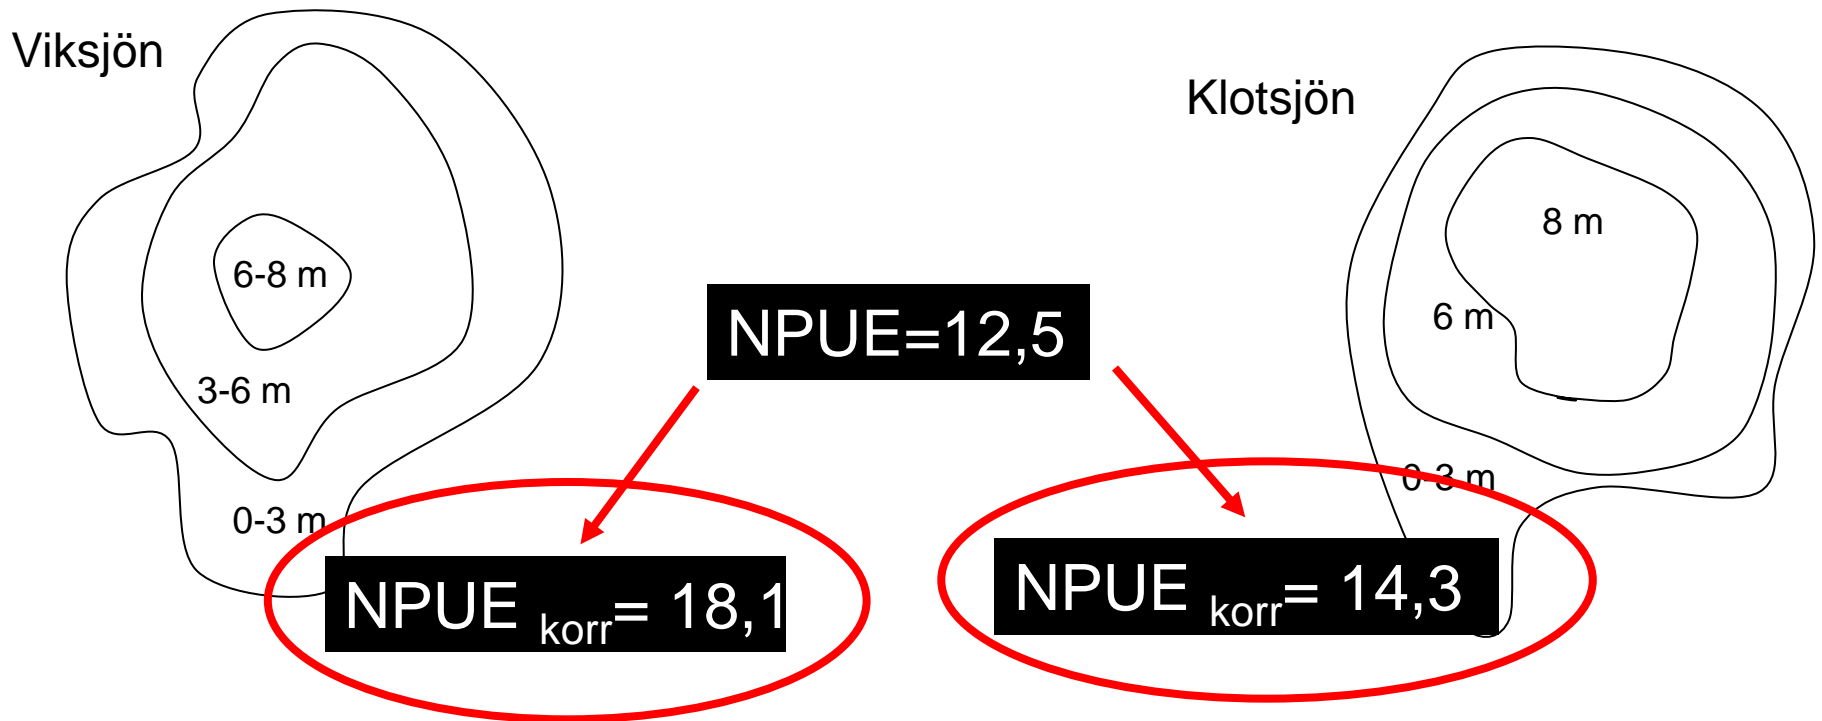 Viksjön
Klotsjön
8 m
6-8 m
6 m
NPUE=12,5
3-6 m
0-3 m
0-3 m
NPUE korr= 18,1
NPUE korr= 14,3